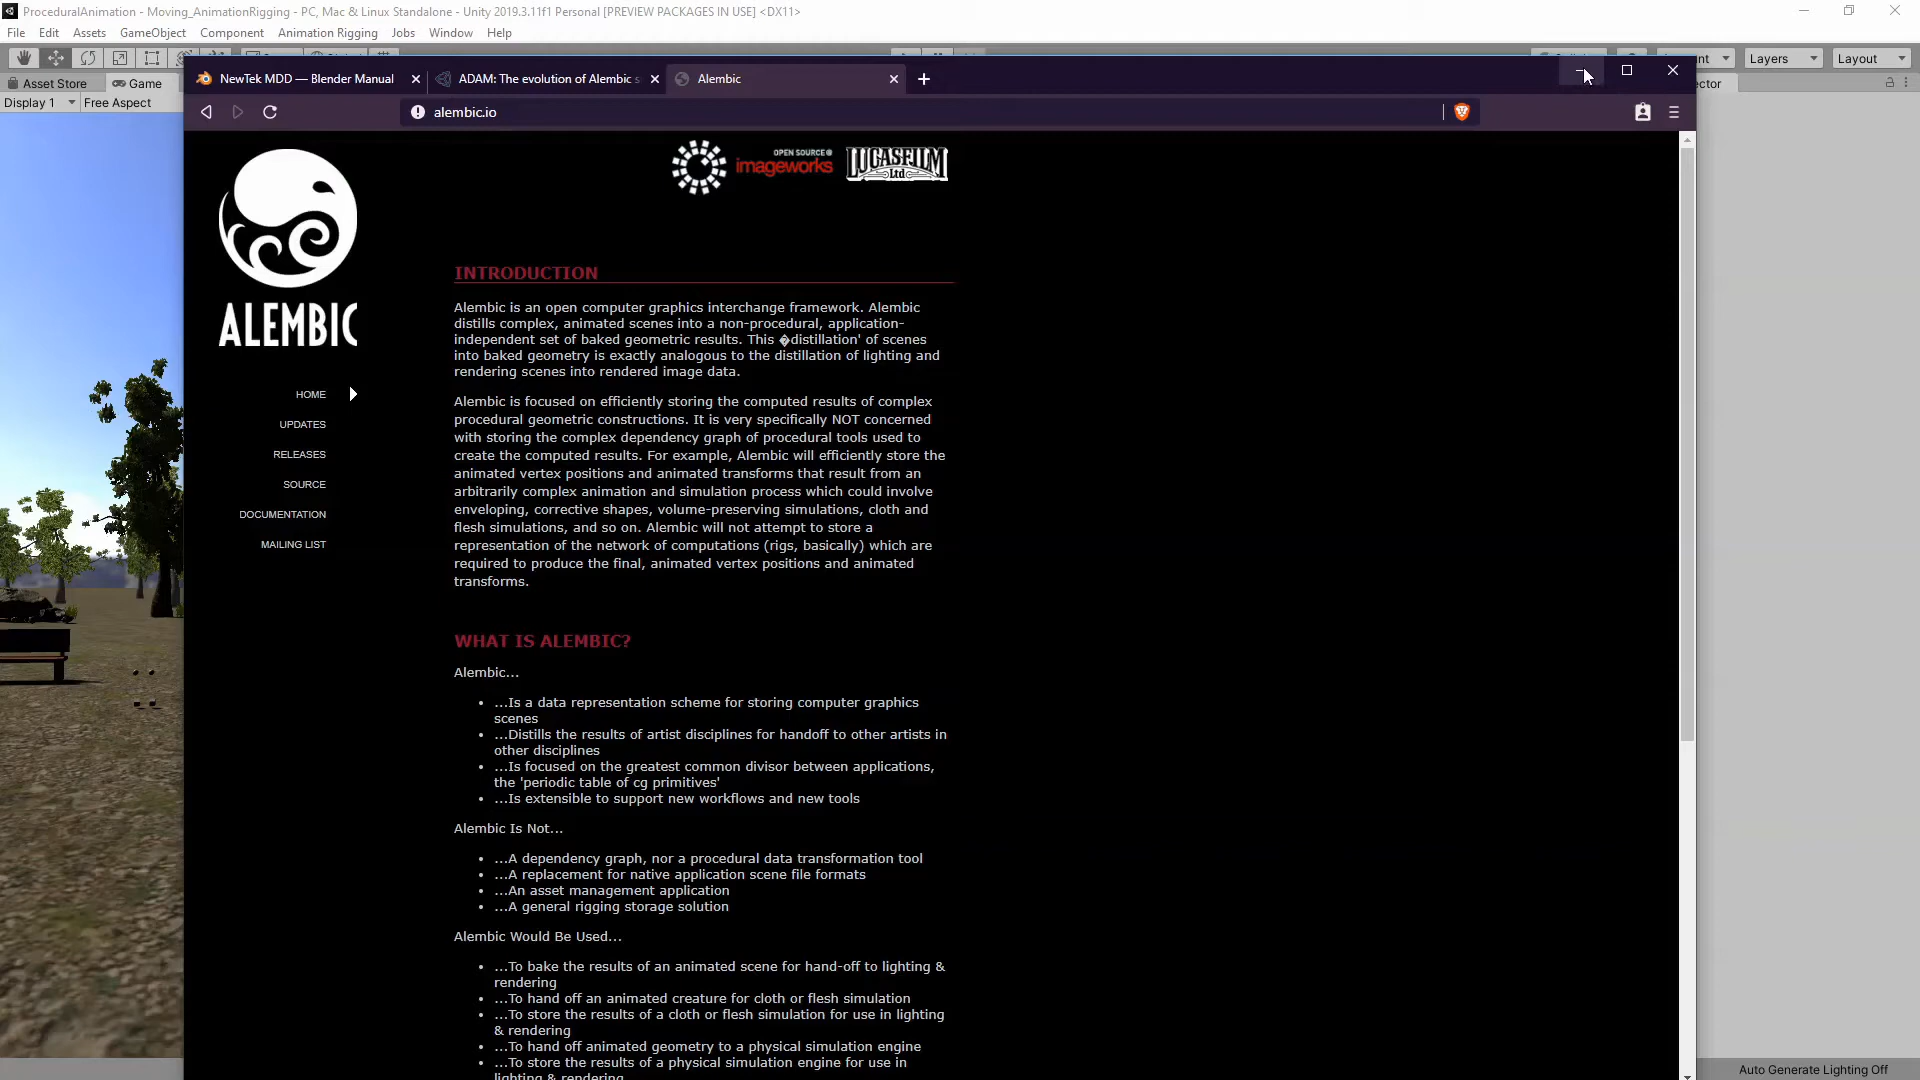 ProceduralAnimation - Moving_AnimationRigging - PC, Mac & Linux Standalone - Unity 2019.3.11f1 Personal [PREVIEW PACKAGES IN USE] <DX11>
File Edit Assets GameObject Component Animation Rigging Jobs Window Help
Layers Layout
Asset Store Game
Display 1 Free Aspect
NewTek MDD — Blender Manual ADAM: The evolution of Alembic s Alembic
alembic.io
OPEN SOURCE@
imageworks
LUCASFILM
Ltd
ALEMBIC
HOME
UPDATES
RELEASES
SOURCE
DOCUMENTATION
MAILING LIST
INTRODUCTION
Alembic is an open computer graphics interchange framework. Alembic
distills complex, animated scenes into a non-procedural, application-
independent set of baked geometric results. This �distillation' of scenes
into baked geometry is exactly analogous to the distillation of lighting and
rendering scenes into rendered image data.
Alembic is focused on efficiently storing the computed results of complex
procedural geometric constructions. It is very specifically NOT concerned
with storing the complex dependency graph of procedural tools used to
create the computed results. For example, Alembic will efficiently store the
animated vertex positions and animated transforms that result from an
arbitrarily complex animation and simulation process which could involve
enveloping, corrective shapes, volume-preserving simulations, cloth and
flesh simulations, and so on. Alembic will not attempt to store a
representation of the network of computations (rigs, basically) which are
required to produce the final, animated vertex positions and animated
transforms.
WHAT IS ALEMBIC?
Alembic...
...Is a data representation scheme for storing computer graphics
scenes
...Distills the results of artist disciplines for handoff to other artists in
other disciplines
...Is focused on the greatest common divisor between applications,
the 'periodic table of cg primitives'
...Is extensible to support new workflows and new tools
Alembic Is Not...
...A dependency graph, nor a procedural data transformation tool
...A replacement for native application scene file formats
...An asset management application
...A general rigging storage solution
Alembic Would Be Used...
...To bake the results of an animated scene for hand-off to lighting &
rendering
...To hand off an animated creature for cloth or flesh simulation
...To store the results of a cloth or flesh simulation for use in lighting
& rendering
...To hand off animated geometry to a physical simulation engine
...To store the results of a physical simulation engine for use in
lighting & rendering
Auto Generate Lighting Off